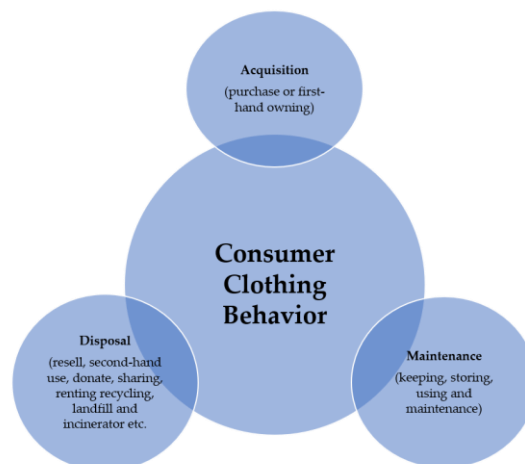 Acquisition
(purchase or first-
hand owning)
Consumer
Clothing
Behavior
Disposal
(resell, second-hand
use, donate, sharing,
renting recycling,
landfill and
incinerator etc.
Maintenance
(keeping, storing,
using and
maintenance)